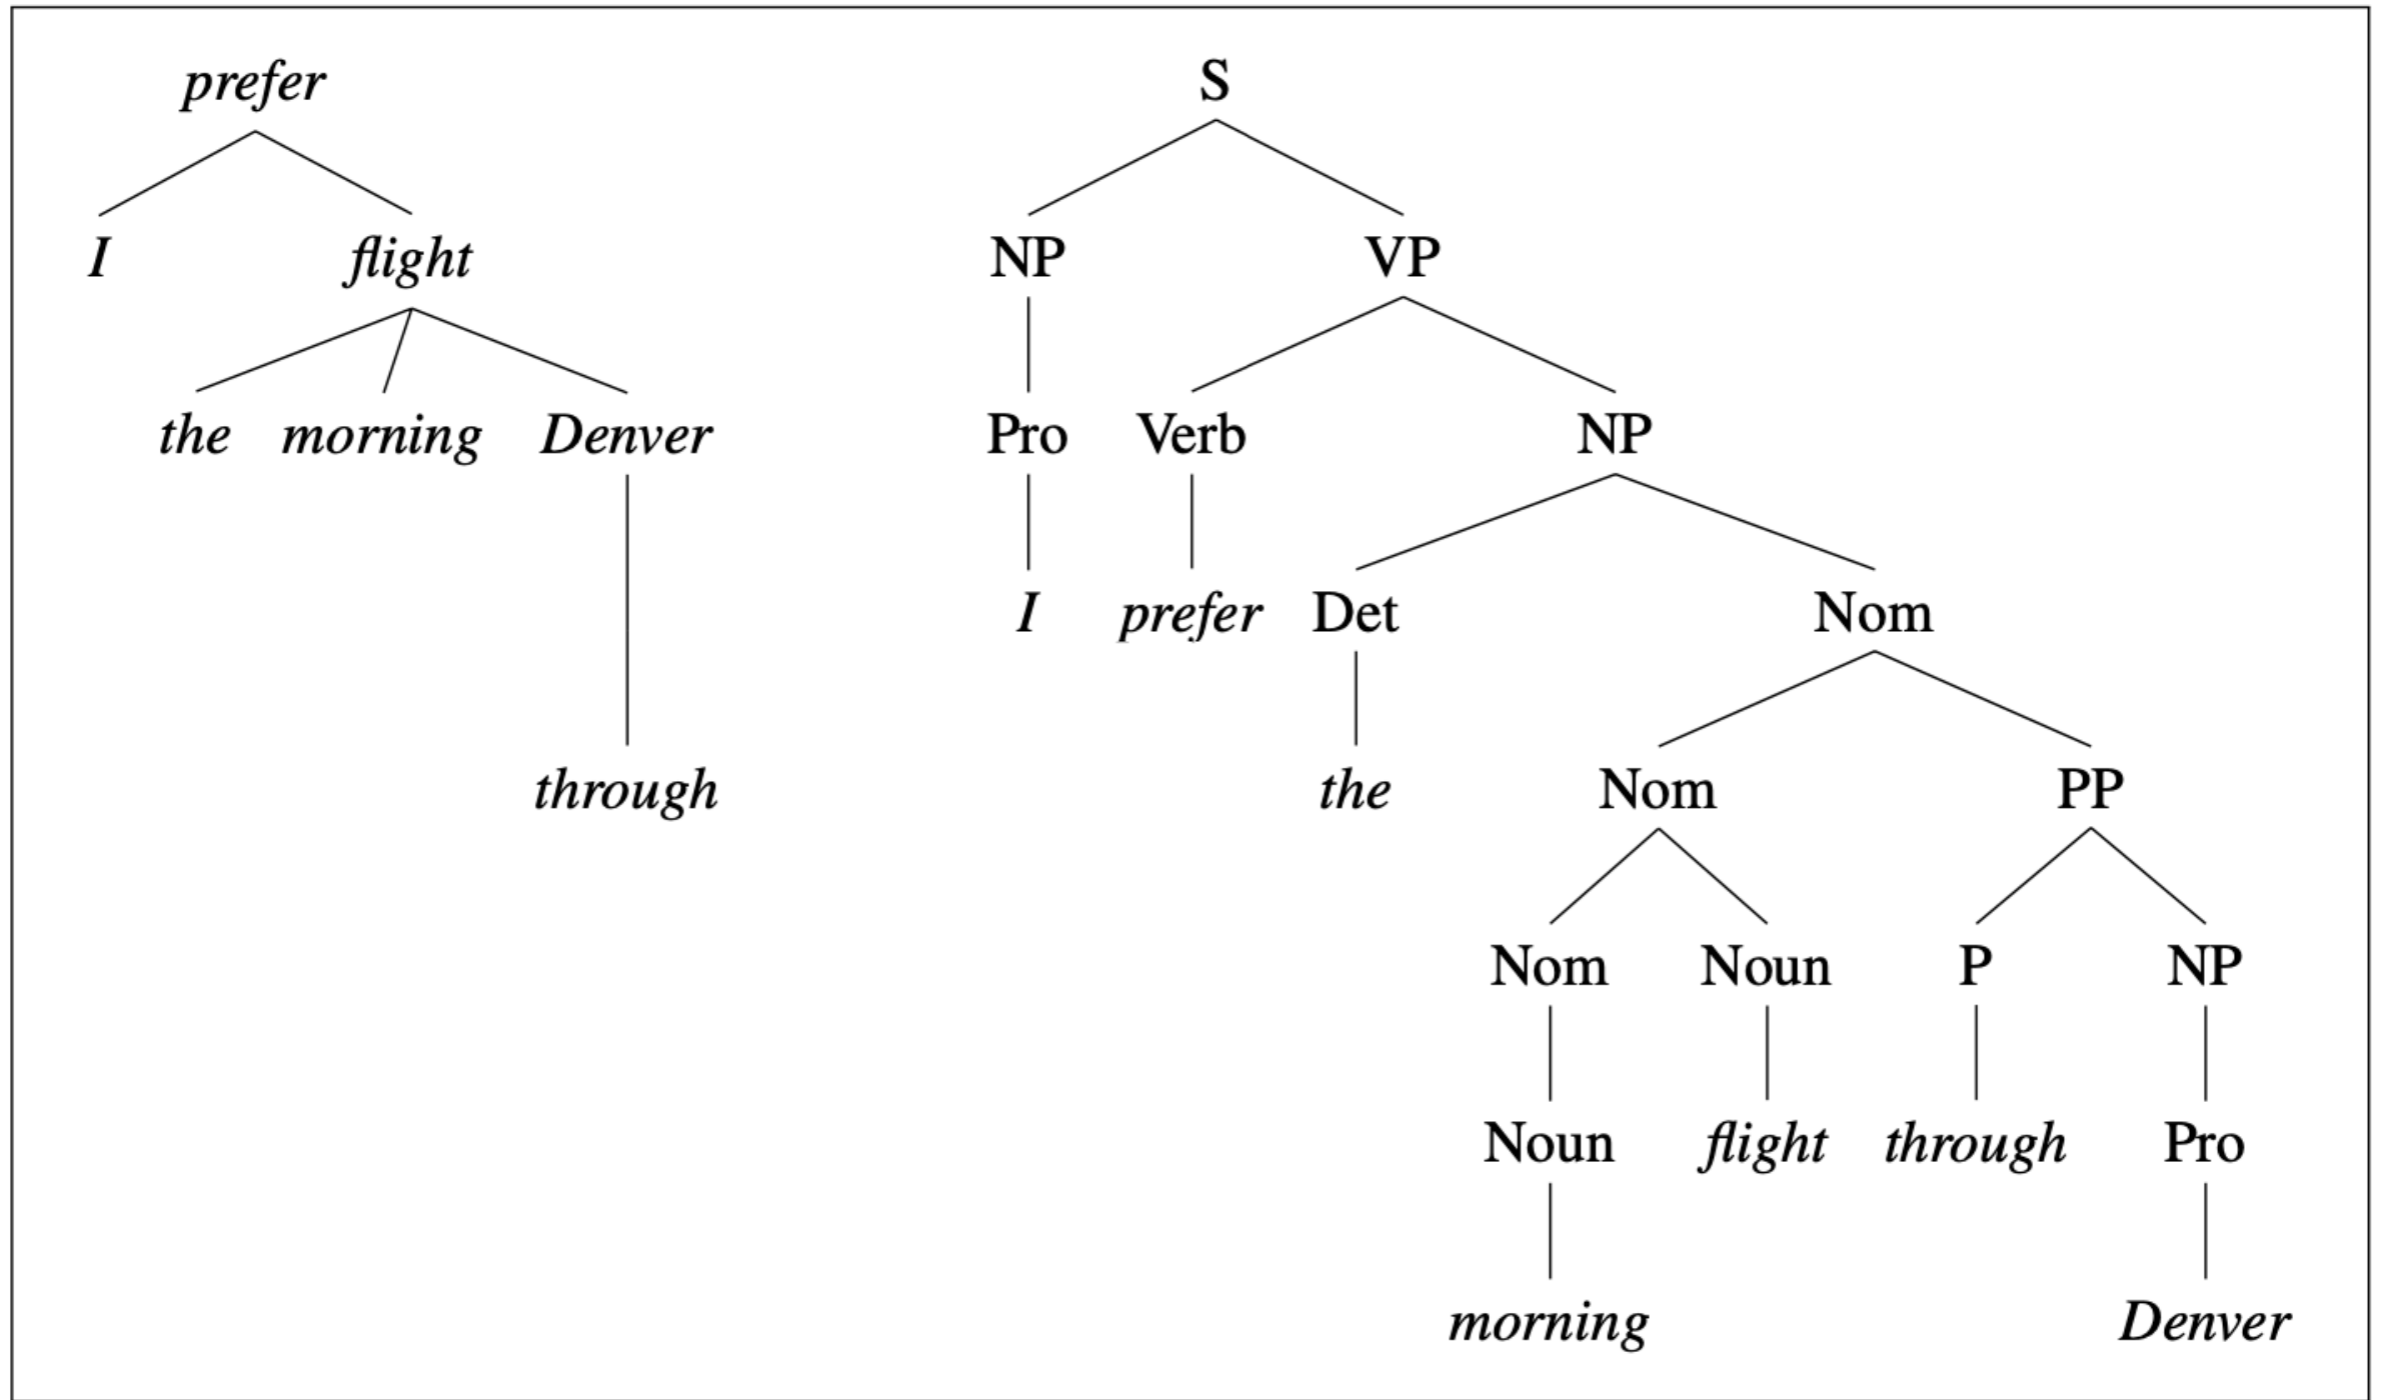 prefer S
I flight NP VP
the morning Denver Pro Verb NP
I prefer Det Nom
through the Nom PP
Nom Noun P NP
Noun flight through Pro
morning Denver